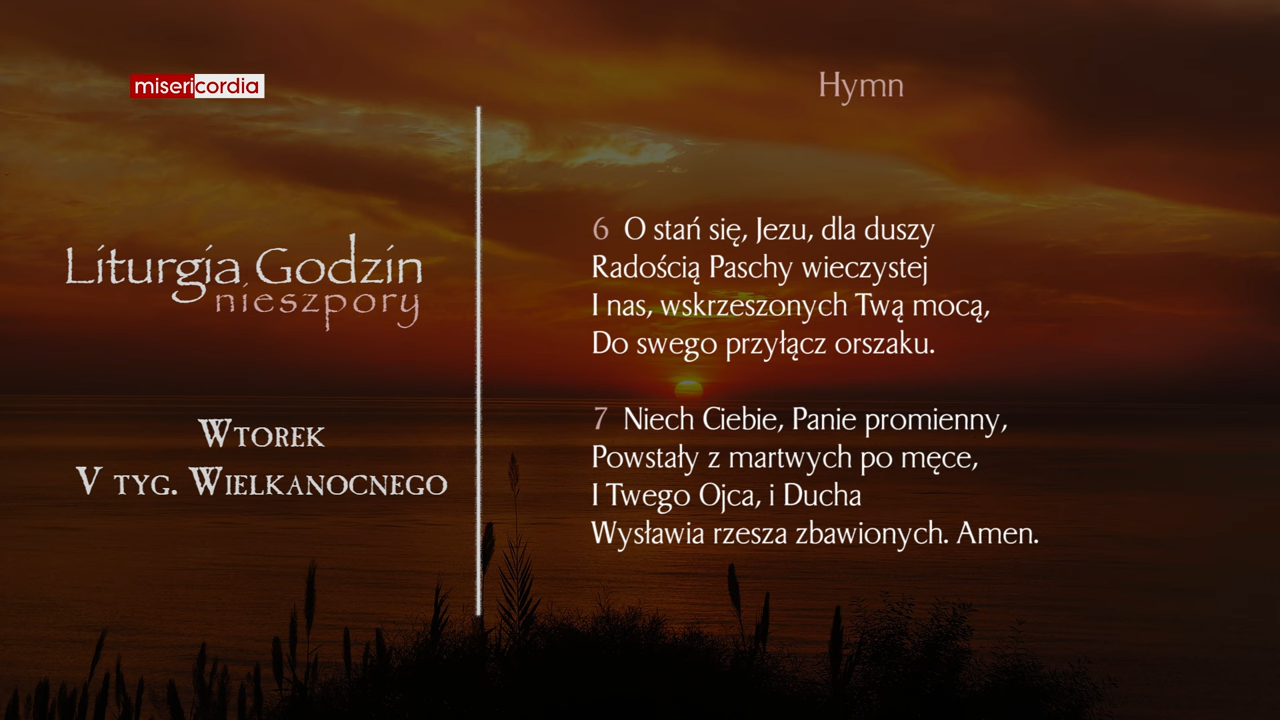 misericordia
Liturgia Godzin
nieszpory
Wtorek
V tyg. Wielkanocnego
Hymn
6 O stań się, Jezu, dla duszy
Radością Paschy wieczystej
I nas, wskrzeszonych Twą mocą,
Do swego przyłącz orszaku.
7 Niech Ciebie, Panie promienny,
Powstały z martwych po męce,
I Twego Ojca, i Ducha
Wysławia rzesza zbawionych. Amen.